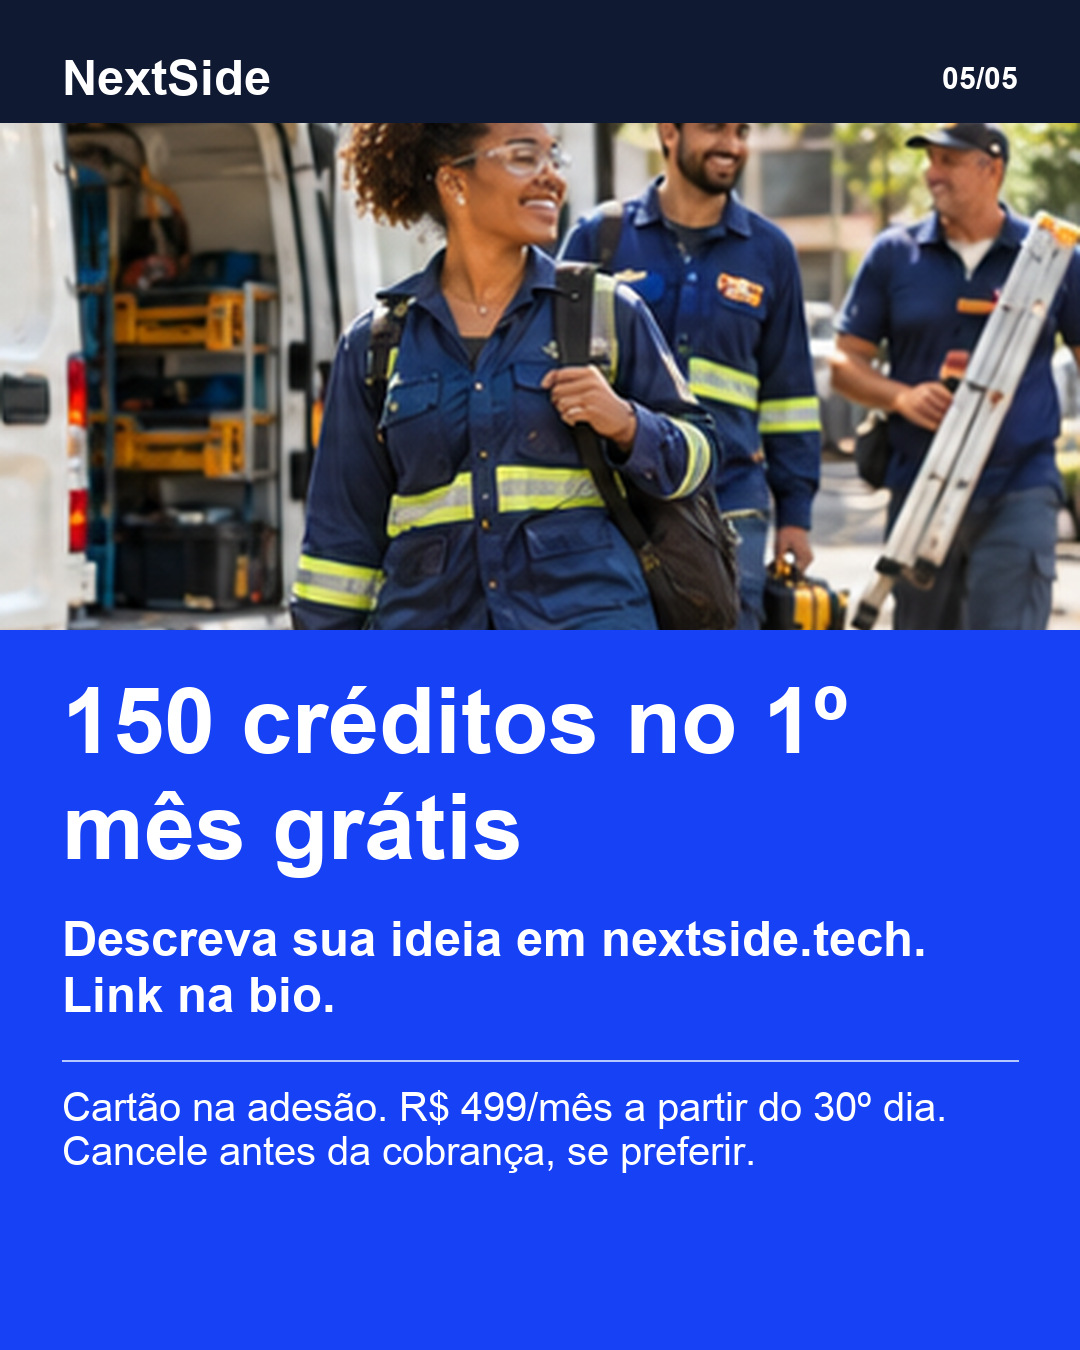 NextSide
05/05
150 créditos no 1º
mês grátis
Descreva sua ideia em nextside.tech.
Link na bio.
Cartão na adesão. R$ 499/mês a partir do 30º dia.
Cancele antes da cobrança, se preferir.